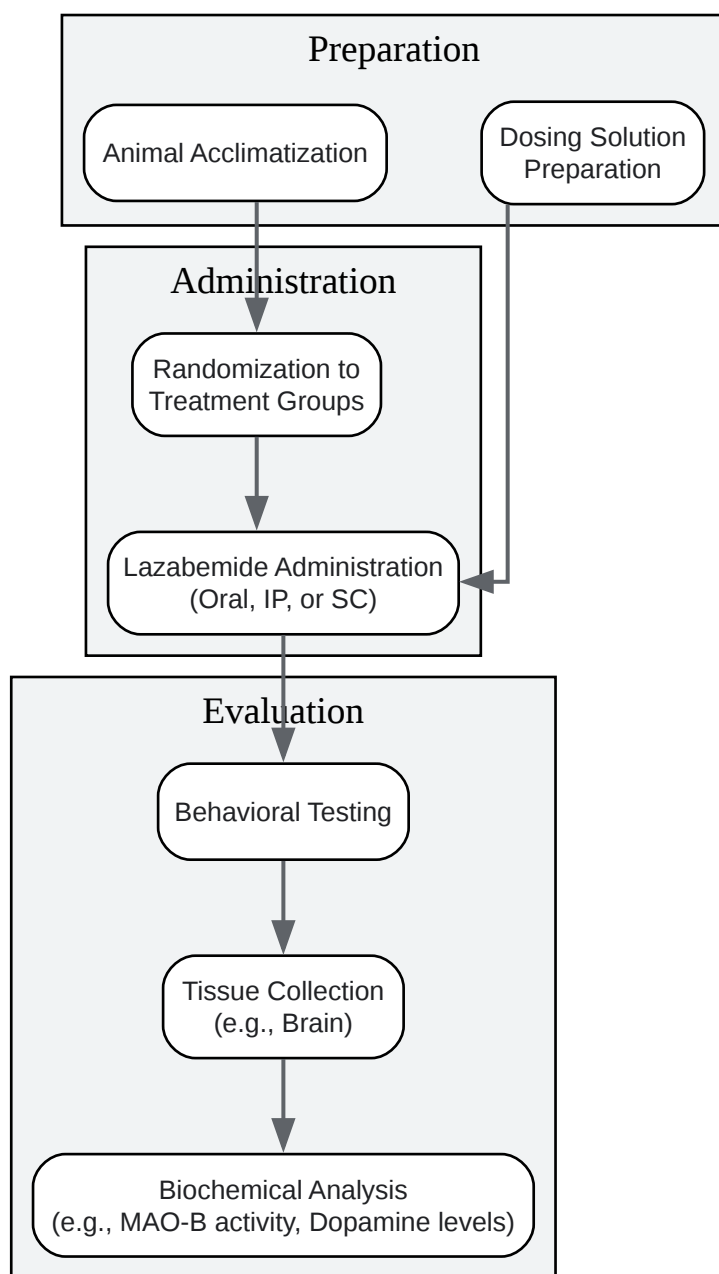 Preparation
Animal Acclimatization
Dosing Solution
Preparation
Administration
Randomization to
Treatment Groups
Lazabemide Administration
(Oral, IP, or SC)
Evaluation
Behavioral Testing
Tissue Collection
(e.g., Brain)
Biochemical Analysis
(e.g., MAO-B activity, Dopamine levels)